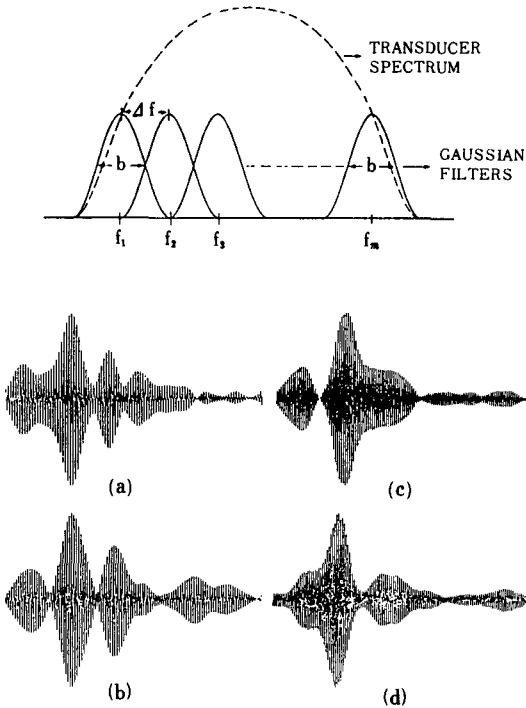 TRANSDUCER
SPECTRUM
Δf
b
b
GAUSSIAN
FILTERS
f₁ f₂ f₃ fₘ
(a) (c)
(b) (d)